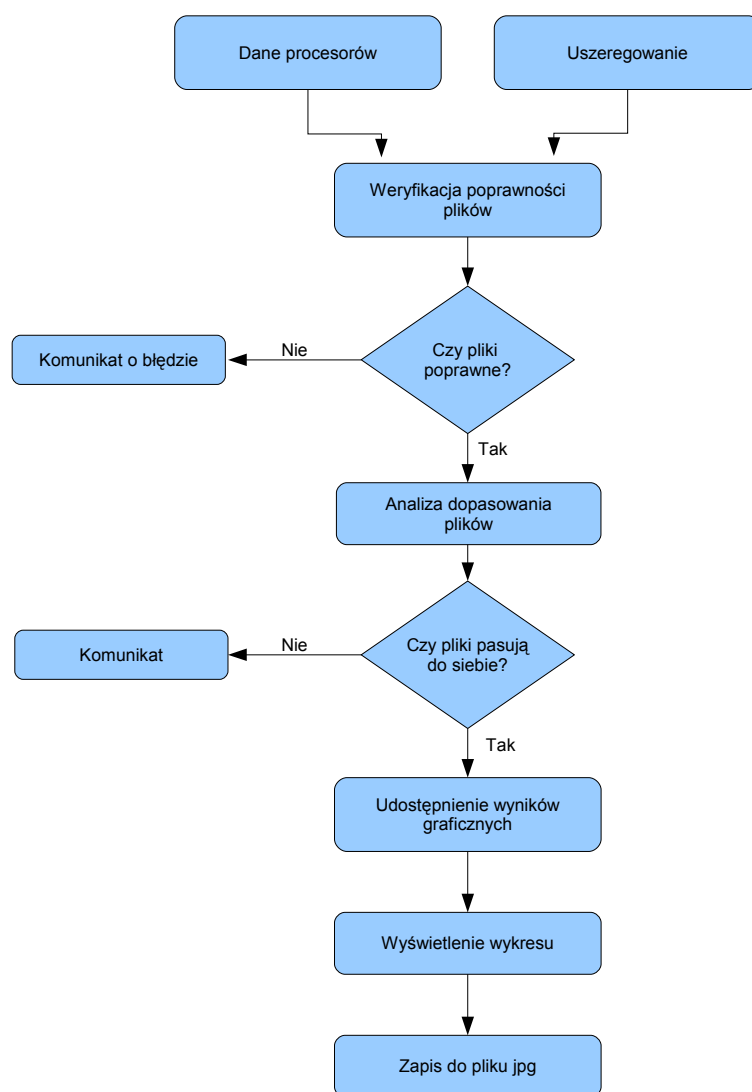 Dane procesorów
Uszeregowanie
Weryfikacja poprawności
plików
Czy pliki
poprawne?
Nie
Komunikat o błędzie
Tak
Analiza dopasowania
plików
Czy pliki pasują
do siebie?
Nie
Komunikat
Tak
Udostępnienie wyników
graficznych
Wyświetlenie wykresu
Zapis do pliku jpg